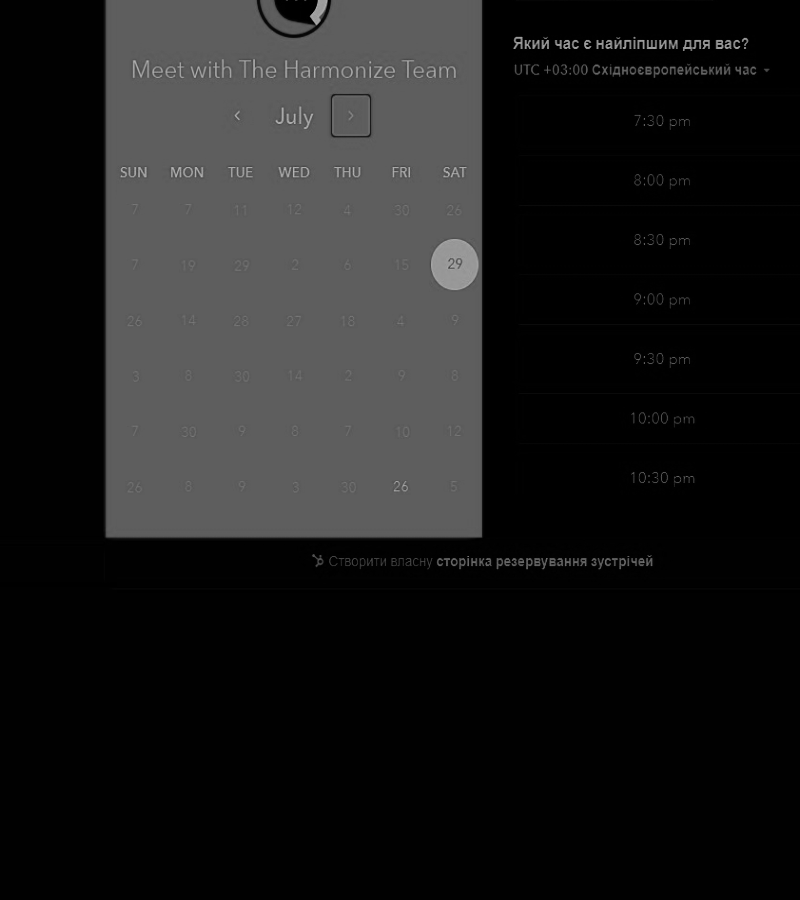 Meet with The Harmonize Team
July
SUN MON TUE WED THU FRI SAT
7 7 11 12 4 30 26
7 19 29 2 6 15 29
26 14 28 27 18 4 9
3 8 30 14 2 9 8
7 30 9 8 7 10 12
26 8 9 3 30 26 5
Який час є найліпшим для вас?
UTC +03:00 Східноєвропейський час
7:30 pm
8:00 pm
8:30 pm
9:00 pm
9:30 pm
10:00 pm
10:30 pm
Створити власну сторінка резервування зустрічей